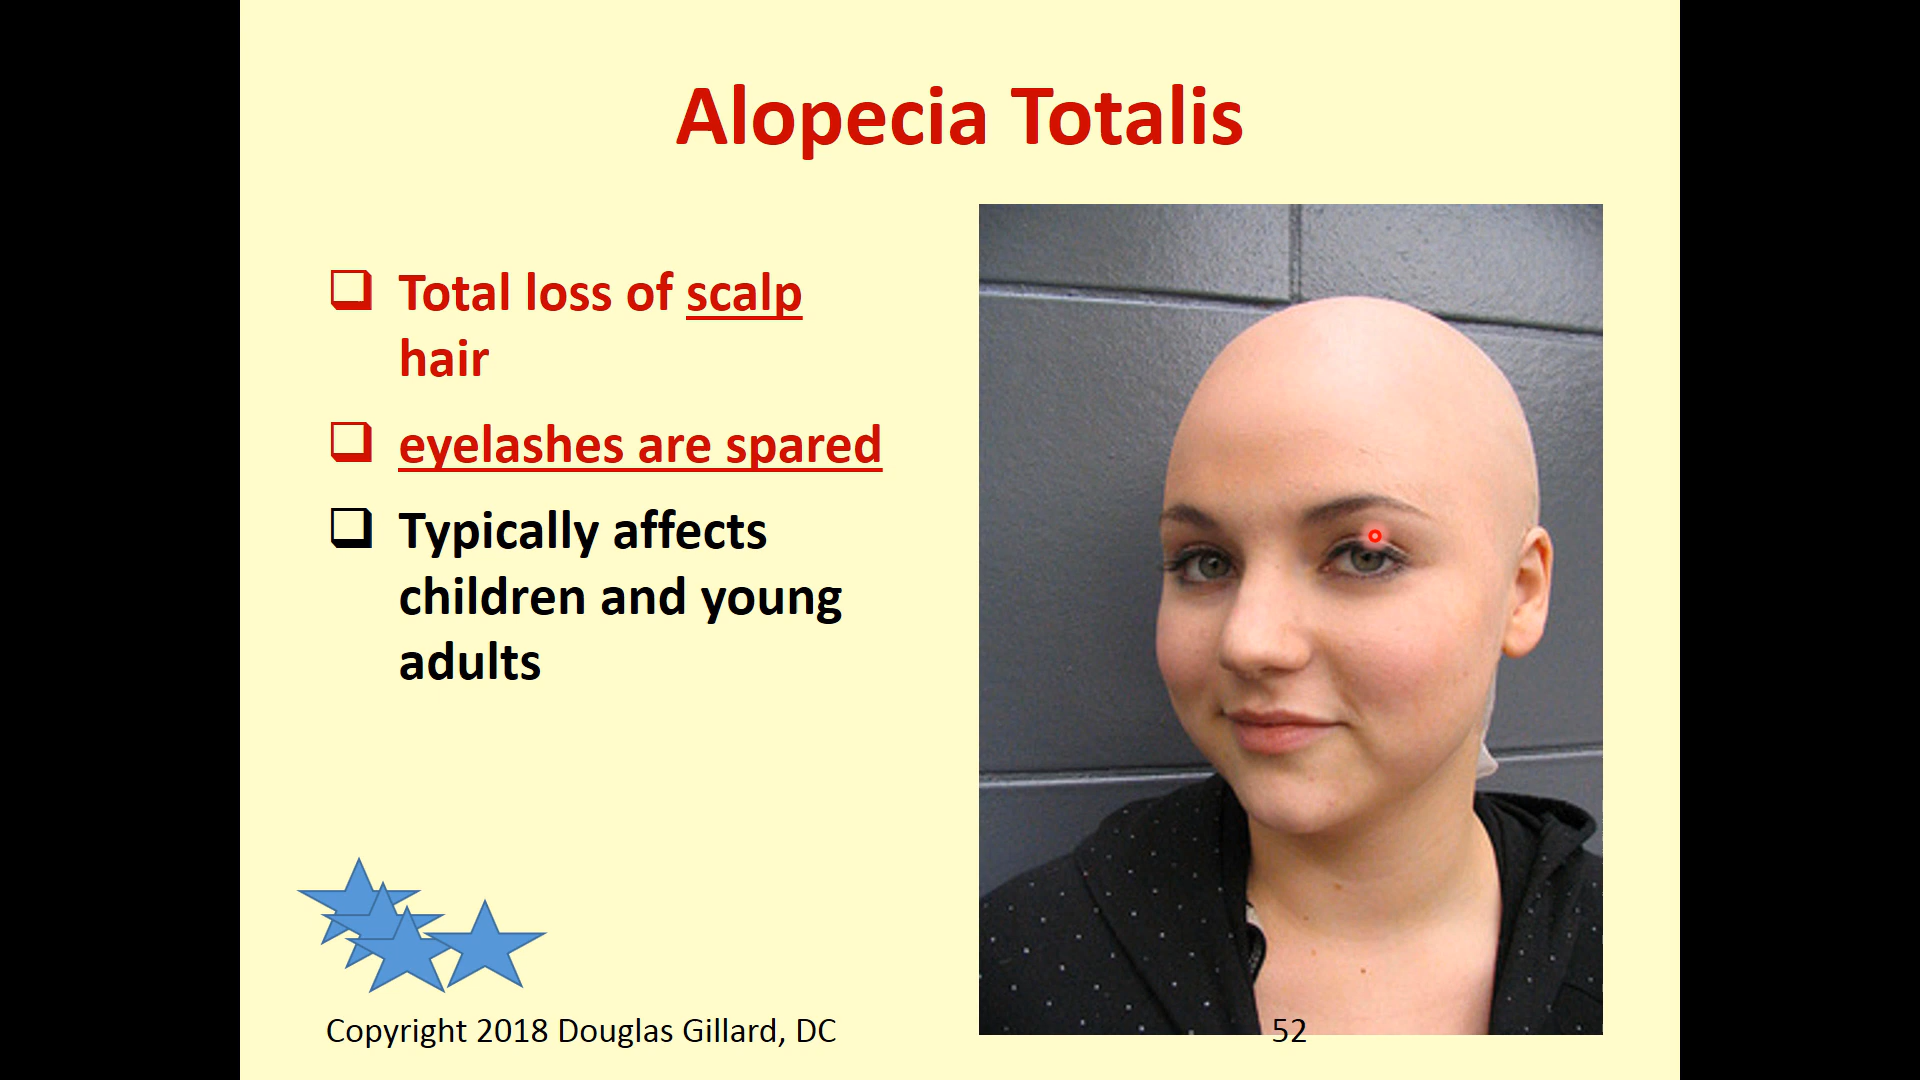 Alopecia Totalis
Total loss of scalp
hair
eyelashes are spared
Typically affects
children and young
adults
Copyright 2018 Douglas Gillard, DC
52